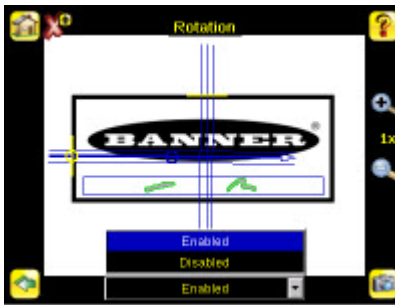 Rotation
?
BANNER®
1x
Enabled
Disabled
Enabled